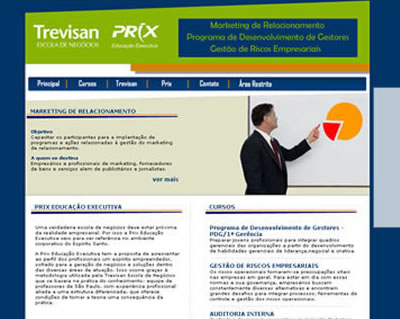 Trevisan
ESCOLA DE NEGÓCIOS
PRIX
Educação Executiva
Marketing de Relacionamento
Programa de Desenvolvimento de Gestores
Gestão de Riscos Empresariais
Principal
Cursos
Trevisan
Prix
Contato
Área Restrita
MARKETING DE RELACIONAMENTO
Objetivo
Capacitar os participantes para a implantação de
programas e ações relacionadas à gestão do marketing
de relacionamento.
A quem se destina
Empresários e profissionais de marketing, fornecedores
de bens e serviços além de publicitários e jornalistas;
ver mais
PRIX EDUCAÇÃO EXECUTIVA
Uma verdadeira escola de negócios deve estar próxima
da realidade empresarial. Por isso a Prix Educação
Executiva veio para ser referência no ambiente
corporativo do Espírito Santo.
A Prix Educação Executiva tem a proposta de acrescentar
ao perfil dos profissionais um espírito empreendedor,
voltado para a geração de negócios e soluções dentro
das diversas áreas de atuação. Isso ocorre graças à
metodologia utilizada pela Trevisan Escola de Negócios
que os baseia na prática do conhecimento: equipe de
professores de São Paulo, com experiência profissional
aliada a uma estrutura diferenciada, que oferece
condições de tornar a teoria uma consequência da
prática.
CURSOS
Programa de Desenvolvimento de Gestores -
PDG/1ª Gerência
Preparar jovens profissionais para integrar quadros
gerenciais das organizações a partir do desenvolvimento
de habilidades gerenciais de liderança,negocial e criativa.
GESTÃO DE RISCOS EMPRESARIAIS
Os riscos operacionais tornaram-se preocupações vitais
nas empresas em geral. Para estar em dia com essas
normas e sua governança, empresários buscam
constantemente diversas alternativas e encontram
grandes desafios para integrar processos, ferramentas de
controle e gestão dos riscos operacionais.
AUDITORIA INTERNA